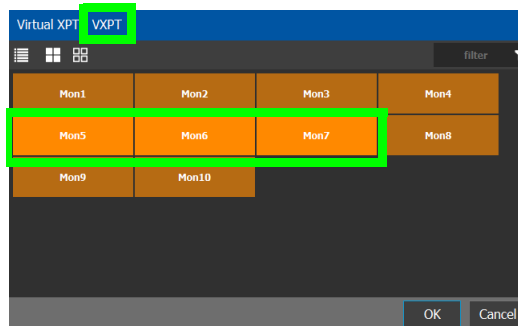 Virtual XPT VXPT
filter
Mon1 Mon2 Mon3 Mon4
Mon5 Mon6 Mon7 Mon8
Mon9 Mon10
OK Cancel